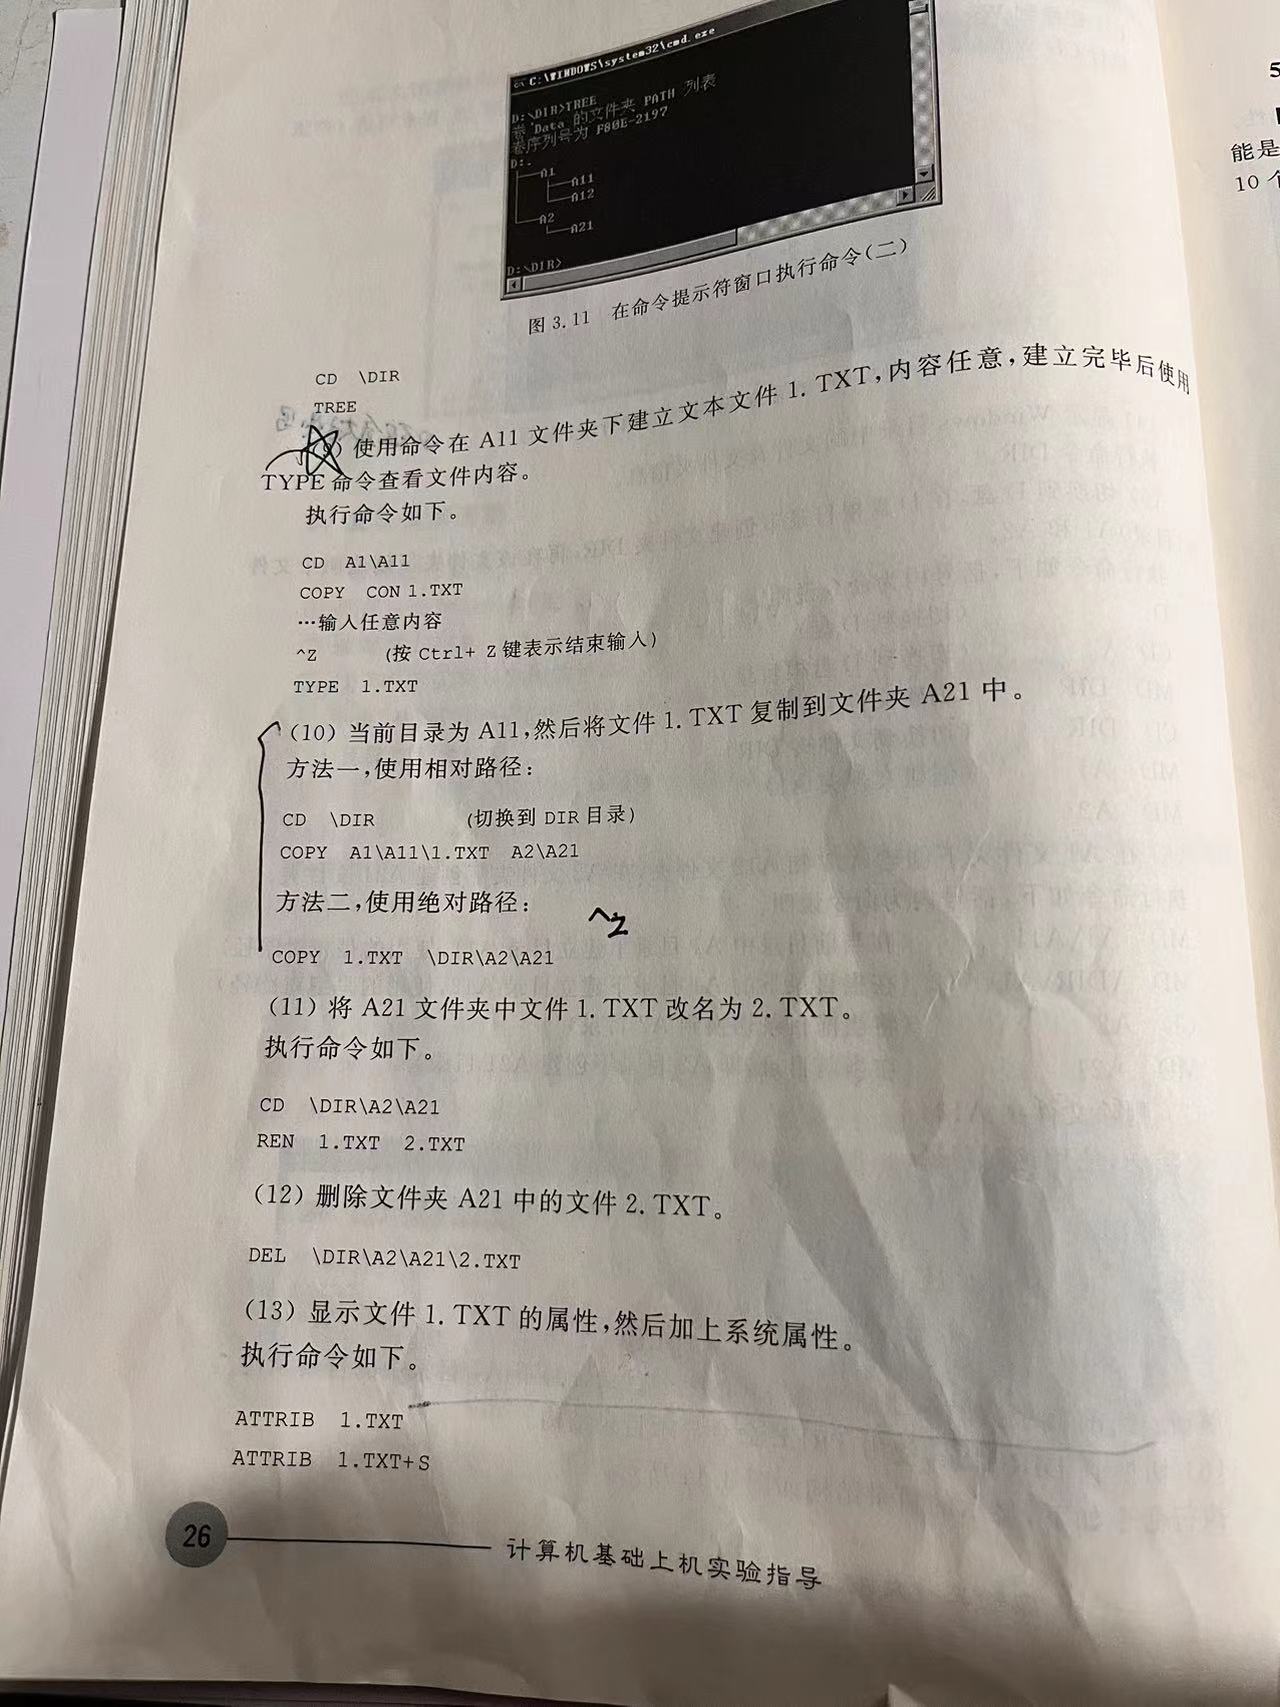 C:\WINDOWS\system32\cmd.exe
D:\DIR>TREE
卷 Data 的文件夹 PATH 列表
卷序列号为 F80E-2197
D:.
A1
A11
A12
A2
A21
D:\DIR>
图 3.11 在命令提示符窗口执行命令(二)
CD \DIR
TREE
(9) 使用命令在 A11 文件夹下建立文本文件 1. TXT,内容任意,建立完毕后使用
TYPE 命令查看文件内容。
执行命令如下。
CD A1\A11
COPY CON 1.TXT
…输入任意内容
^Z (按 Ctrl+ Z 键表示结束输入)
TYPE 1.TXT
(10) 当前目录为 A11,然后将文件 1. TXT 复制到文件夹 A21 中。
方法一,使用相对路径:
CD \DIR (切换到 DIR 目录)
COPY A1\A11\1.TXT A2\A21
方法二,使用绝对路径:
^Z
COPY 1.TXT \DIR\A2\A21
(11) 将 A21 文件夹中文件 1. TXT 改名为 2. TXT。
执行命令如下。
CD \DIR\A2\A21
REN 1.TXT 2.TXT
(12) 删除文件夹 A21 中的文件 2. TXT。
DEL \DIR\A2\A21\2.TXT
(13) 显示文件 1. TXT 的属性,然后加上系统属性。
执行命令如下。
ATTRIB 1.TXT
ATTRIB 1.TXT+S
26 计算机基础上机实验指导
5
能是
10 个